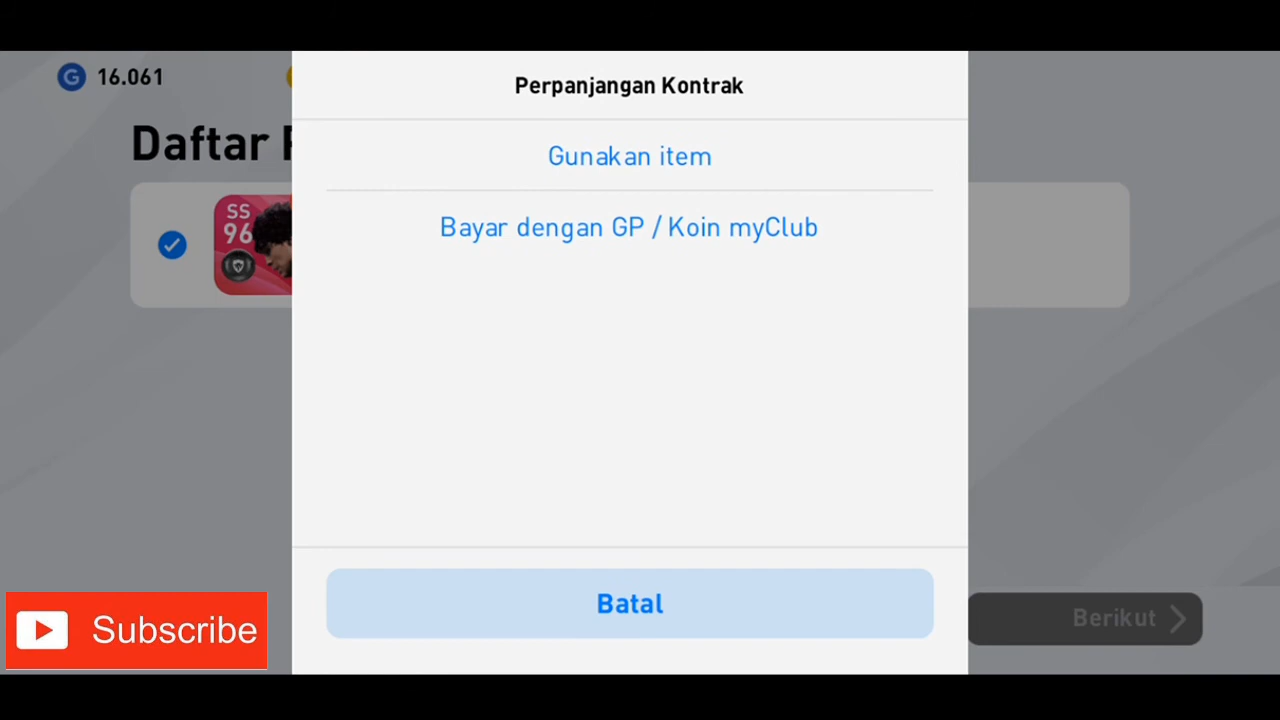 G 16.061
Perpanjangan Kontrak
Daftar
Gunakan item
SS
96
Bayar dengan GP / Koin myClub
Batal
Berikut
Subscribe